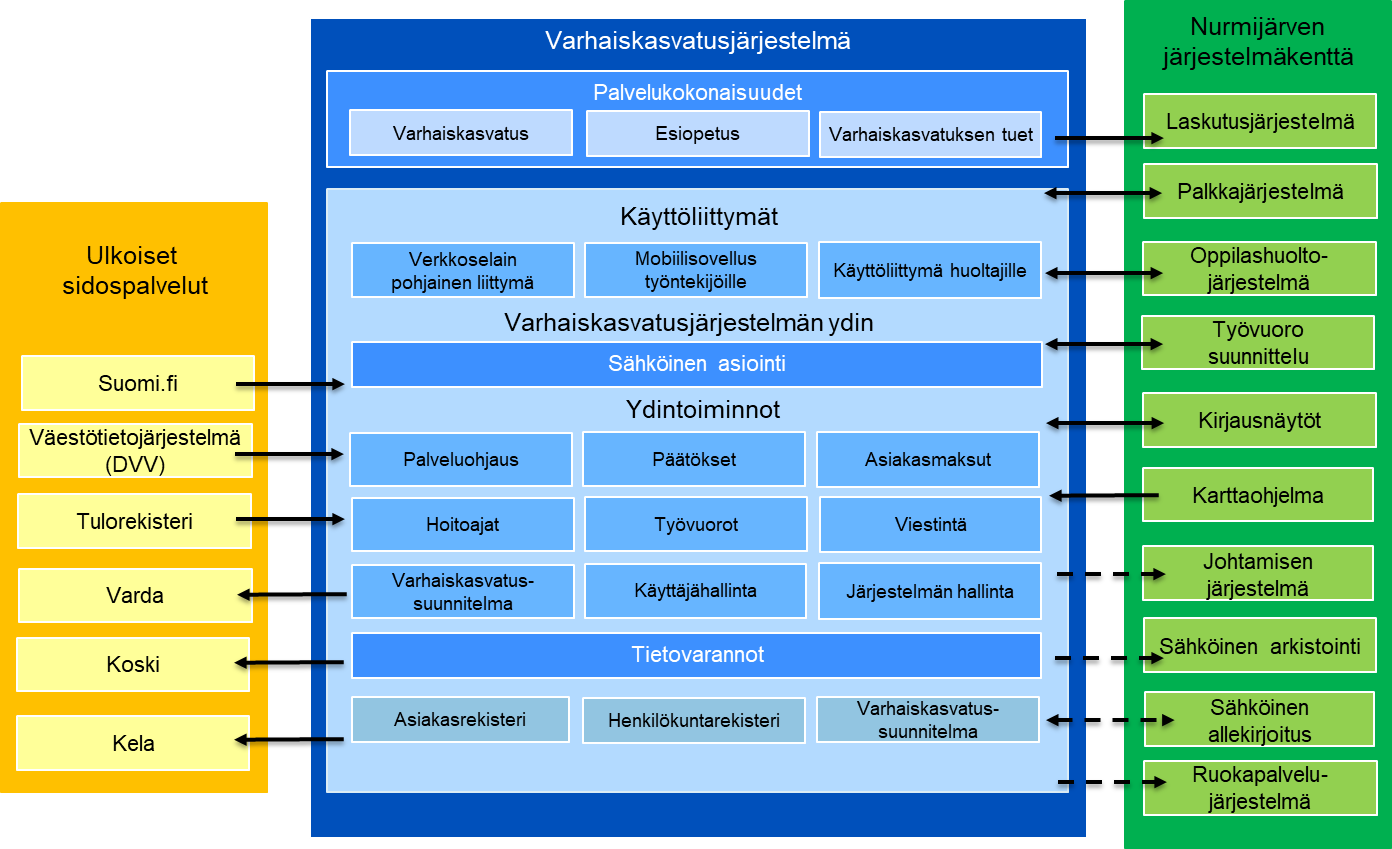 Ulkoiset
sidospalvelut
Suomi.fi
Väestötietojärjestelmä
(DVV)
Tulorekisteri
Varda
Koski
Kela
Varhaiskasvatusjärjestelmä
Palvelukokonaisuudet
Varhaiskasvatus
Esiopetus
Varhaiskasvatuksen tuet
Käyttöliittymät
Verkkoselain
pohjainen liittymä
Mobiilisovellus
työntekijöille
Käyttöliittymä huoltajille
Varhaiskasvatusjärjestelmän ydin
Sähköinen asiointi
Ydintoiminnot
Palveluohjaus
Päätökset
Asiakasmaksut
Hoitoajat
Työvuorot
Viestintä
Varhaiskasvatus-
suunnitelma
Käyttäjähallinta
Järjestelmän hallinta
Tietovarannot
Asiakasrekisteri
Henkilökuntarekisteri
Varhaiskasvatus-
suunnitelma
Nurmijärven
järjestelmäkenttä
Laskutusjärjestelmä
Palkkajärjestelmä
Oppilashuolto-
järjestelmä
Työvuoro
suunnittelu
Kirjausnäytöt
Karttaohjelma
Johtamisen
järjestelmä
Sähköinen arkistointi
Sähköinen
allekirjoitus
Ruokapalvelu-
järjestelmä